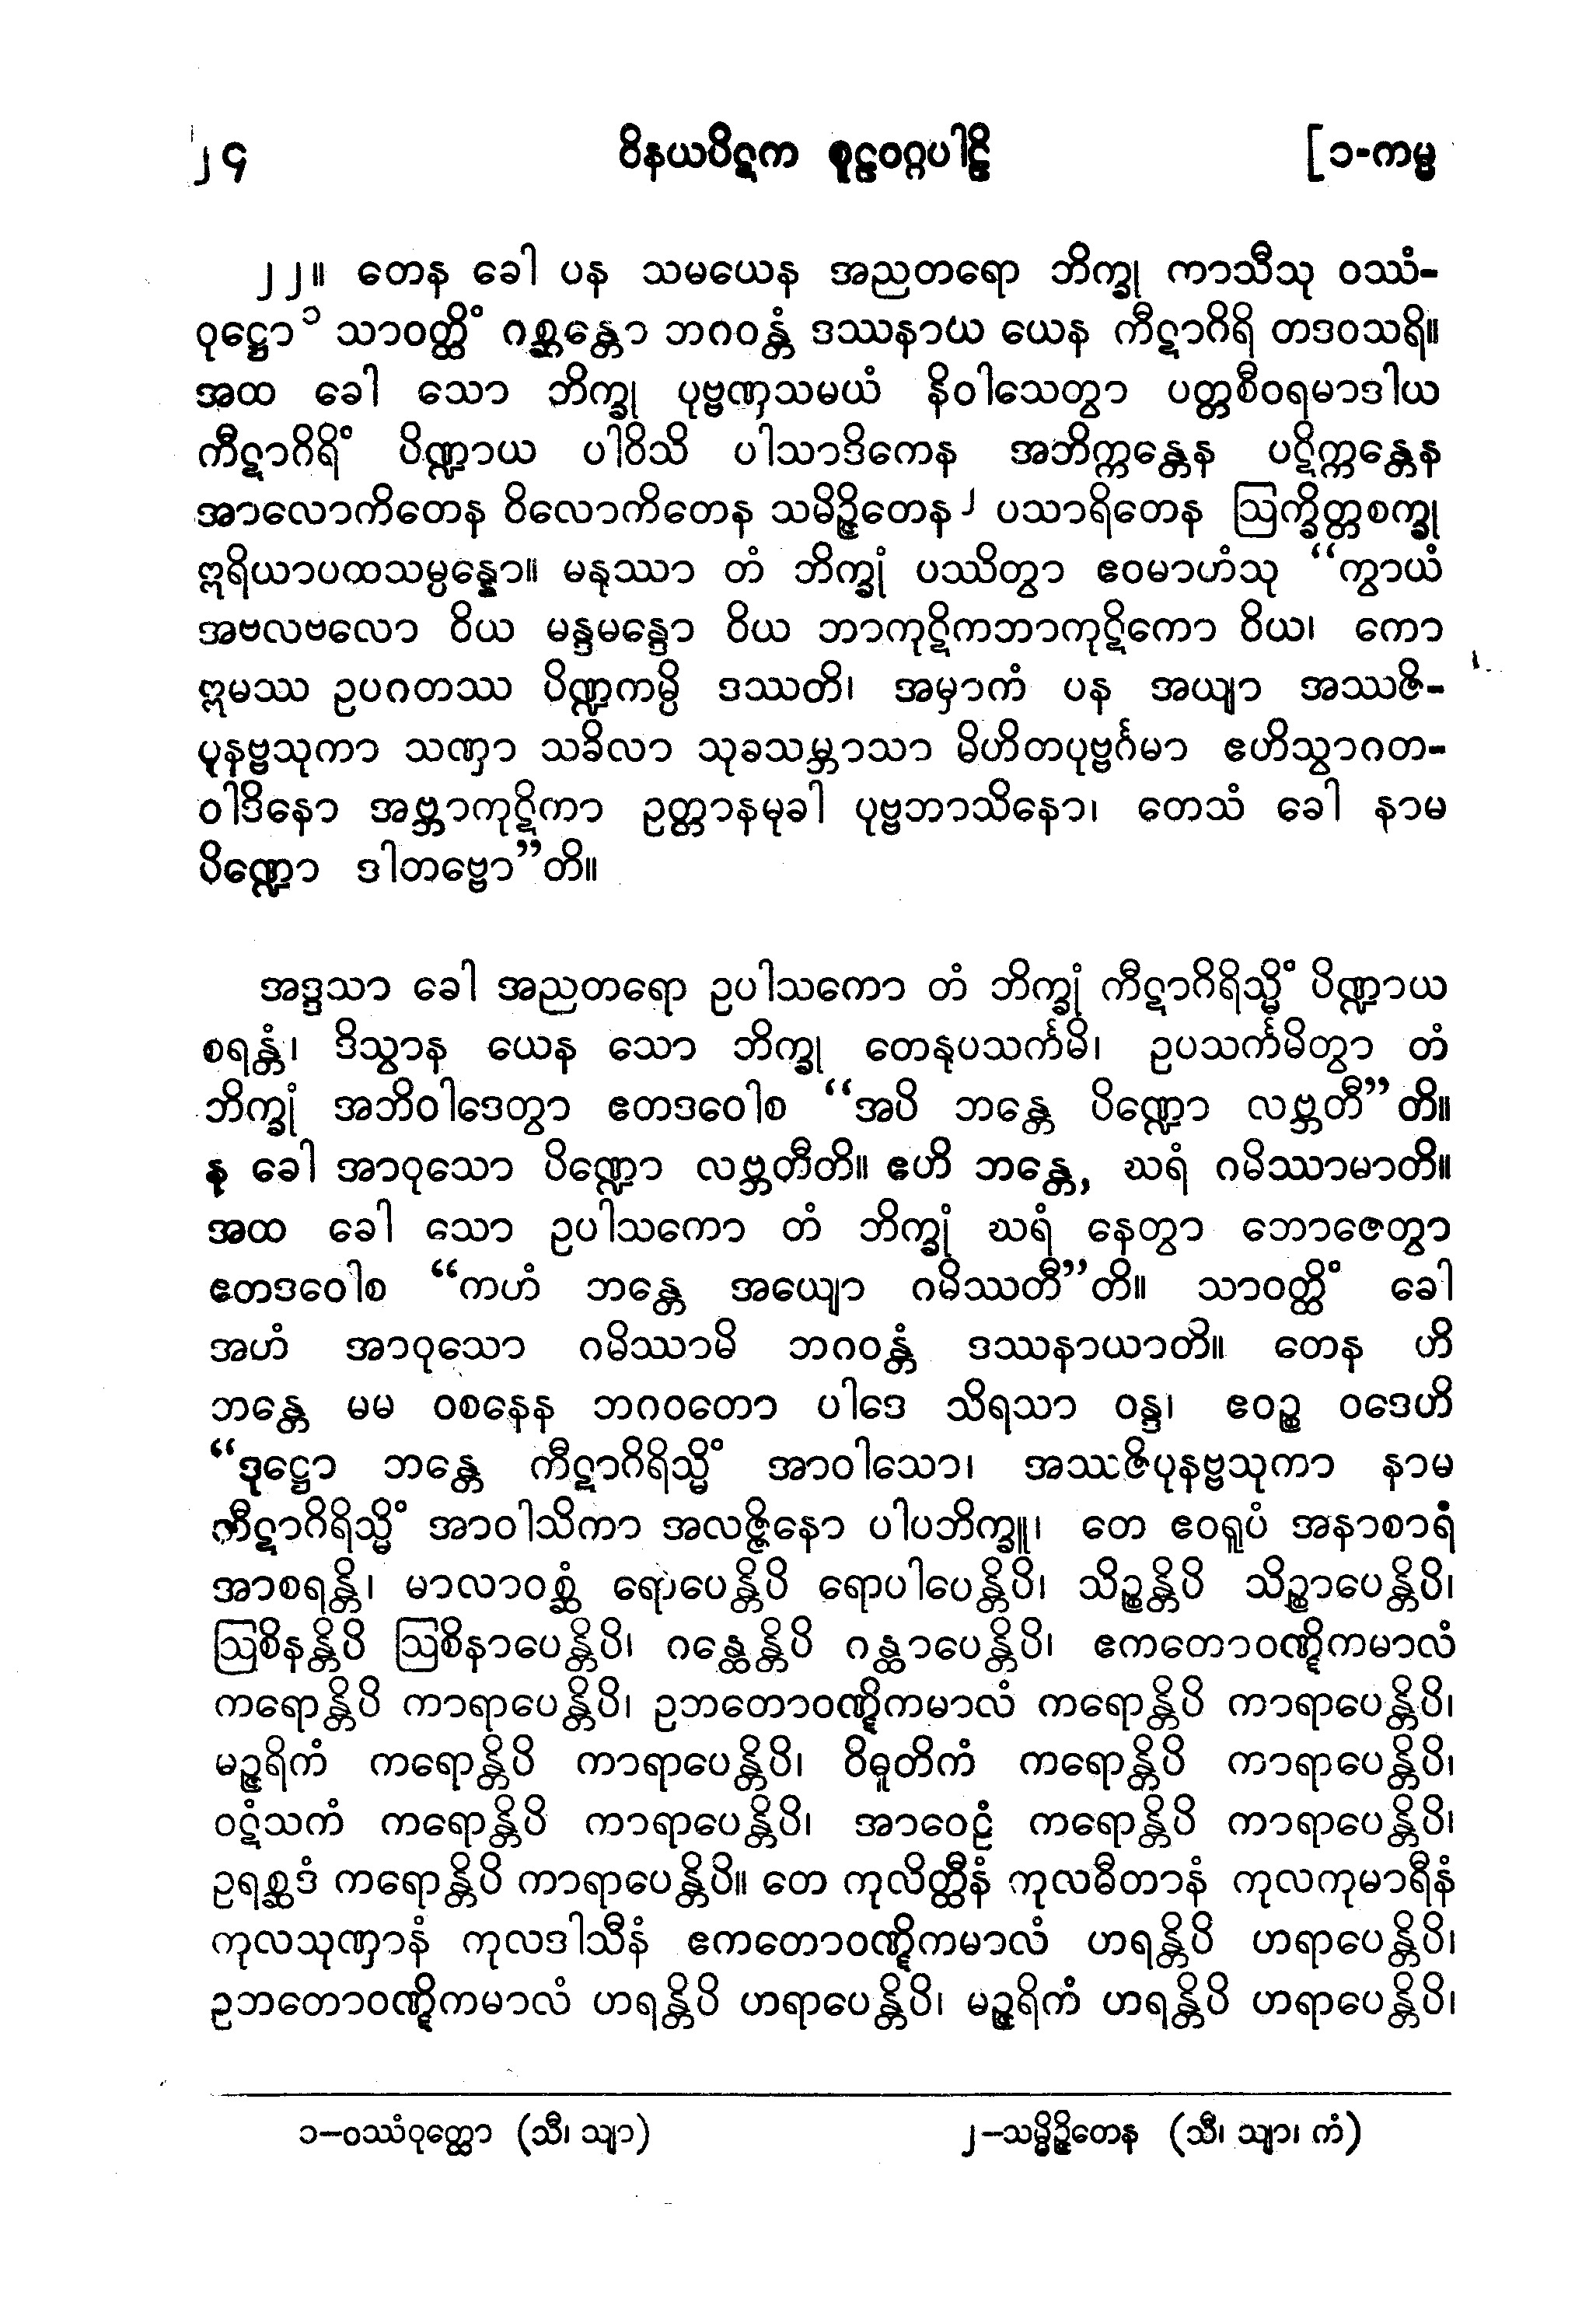 ၂၄ ဝိနယပိဋက စူဠဝဂ္ဂပါဠိ [၁-ကမ္မ
၂၂။ တေန ခေါ ပန သမယေန အညတရော ဘိက္ခု ကာသီသု ဝဿံ-
ဝုဋ္ဌော၁ သာဝတ္ထိံ ဂစ္ဆန္တော ဘဂဝန္တံ ဒဿနာယ ယေန ကီဋာဂိရိ တဒဝသရိ။
အထ ခေါ သော ဘိက္ခု ပုဗ္ဗဏှသမယံ နိဝါသေတွာ ပတ္တစီဝရမာဒါယ
ကီဋာဂိရိံ ပိဏ္ဍာယ ပါဝိသိ ပါသာဒိကေန အဘိက္ကန္တေန ပဋိက္ကန္တေန
အာလောကိတေန ဝိလောကိတေန သမိဉ္ဇိတေန၂ ပသာရိတေန ဩက္ခိတ္တစက္ခု
ဣရိယာပထသမ္ပန္နော။ မနုဿာ တံ ဘိက္ခုံ ပဿိတွာ ဧဝမာဟံသု “ကွာယံ
အဗလဗလော ဝိယ မန္ဒမန္ဒော ဝိယ ဘာကုဋိကဘာကုဋိကော ဝိယ၊ ကော
ဣမဿ ဥပဂတဿ ပိဏ္ဍကမ္ပိ ဒဿတိ၊ အမှာကံ ပန အယျာ အဿဇိ-
ပုနဗ္ဗသုကာ သဏှာ သခိလာ သုခသမ္ဘာသာ မိဟိတပုဗ္ဗင်္ဂမာ ဧဟိသွာဂတ-
ဝါဒိနော အဗ္ဘာကုဋိကာ ဥတ္တာနမုခါ ပုဗ္ဗဘာသိနော၊ တေသံ ခေါ နာမ
ပိဏ္ဍော ဒါတဗ္ဗော”တိ။
အဒ္ဒသာ ခေါ အညတရော ဥပါသကော တံ ဘိက္ခုံ ကီဋာဂိရိသ္မိံ ပိဏ္ဍာယ
စရန္တံ၊ ဒိသွာန ယေန သော ဘိက္ခု တေနုပသင်္ကမိ၊ ဥပသင်္ကမိတွာ တံ
ဘိက္ခုံ အဘိဝါဒေတွာ ဧတဒဝေါစ “အပိ ဘန္တေ ပိဏ္ဍော လဗ္ဘတီ”တိ။
န ခေါ အာဝုသော ပိဏ္ဍော လဗ္ဘတီတိ။ ဧဟိ ဘန္တေ, ဃရံ ဂမိဿာမာတိ။
အထ ခေါ သော ဥပါသကော တံ ဘိက္ခုံ ဃရံ နေတွာ ဘောဇေတွာ
ဧတဒဝေါစ “ကဟံ ဘန္တေ အယျော ဂမိဿတီ”တိ။ သာဝတ္ထိံ ခေါ
အဟံ အာဝုသော ဂမိဿာမိ ဘဂဝန္တံ ဒဿနာယာတိ။ တေန ဟိ
ဘန္တေ မမ ဝစနေန ဘဂဝတော ပါဒေ သိရသာ ဝန္ဒ၊ ဧဝဉ္စ ဝဒေဟိ
“ဒုဋ္ဌော ဘန္တေ ကီဋာဂိရိသ္မိံ အာဝါသော၊ အဿဇိပုနဗ္ဗသုကာ နာမ
ကီဋာဂိရိသ္မိံ အာဝါသိကာ အလဇ္ဇိနော ပါပဘိက္ခူ၊ တေ ဧဝရူပံ အနာစာရံ
အာစရန္တိ၊ မာလာဝစ္ဆံ ရောပေန္တိပိ ရောပါပေန္တိပိ၊ သိဉ္စန္တိပိ သိဉ္စာပေန္တိပိ၊
ဩစိနန္တိပိ ဩစိနာပေန္တိပိ၊ ဂန္ထေန္တိပိ ဂန္ထာပေန္တိပိ၊ ဧကတောဝဏ္ဋိကမာလံ
ကရောန္တိပိ ကာရာပေန္တိပိ၊ ဥဘတောဝဏ္ဋိကမာလံ ကရောန္တိပိ ကာရာပေန္တိပိ၊
မဉ္ဇရိကံ ကရောန္တိပိ ကာရာပေန္တိပိ၊ ဝိဓူတိကံ ကရောန္တိပိ ကာရာပေန္တိပိ၊
ဝဋံသကံ ကရောန္တိပိ ကာရာပေန္တိပိ၊ အာဝေဠံ ကရောန္တိပိ ကာရာပေန္တိပိ၊
ဥရစ္ဆဒံ ကရောန္တိပိ ကာရာပေန္တိပိ။ တေ ကုလိတ္ထီနံ ကုလဓီတာနံ ကုလကုမာရီနံ
ကုလသုဏှာနံ ကုလဒါသီနံ ဧကတောဝဏ္ဋိကမာလံ ဟရန္တိပိ ဟရာပေန္တိပိ၊
ဥဘတောဝဏ္ဋိကမာလံ ဟရန္တိပိ ဟရာပေန္တိပိ၊ မဉ္ဇရိကံ ဟရန္တိပိ ဟရာပေန္တိပိ၊
၁–ဝဿံဝုတ္ထော (သီ၊ သျာ) ၂–သမ္မိဉ္ဇိတေန (သီ၊ သျာ၊ ကံ)